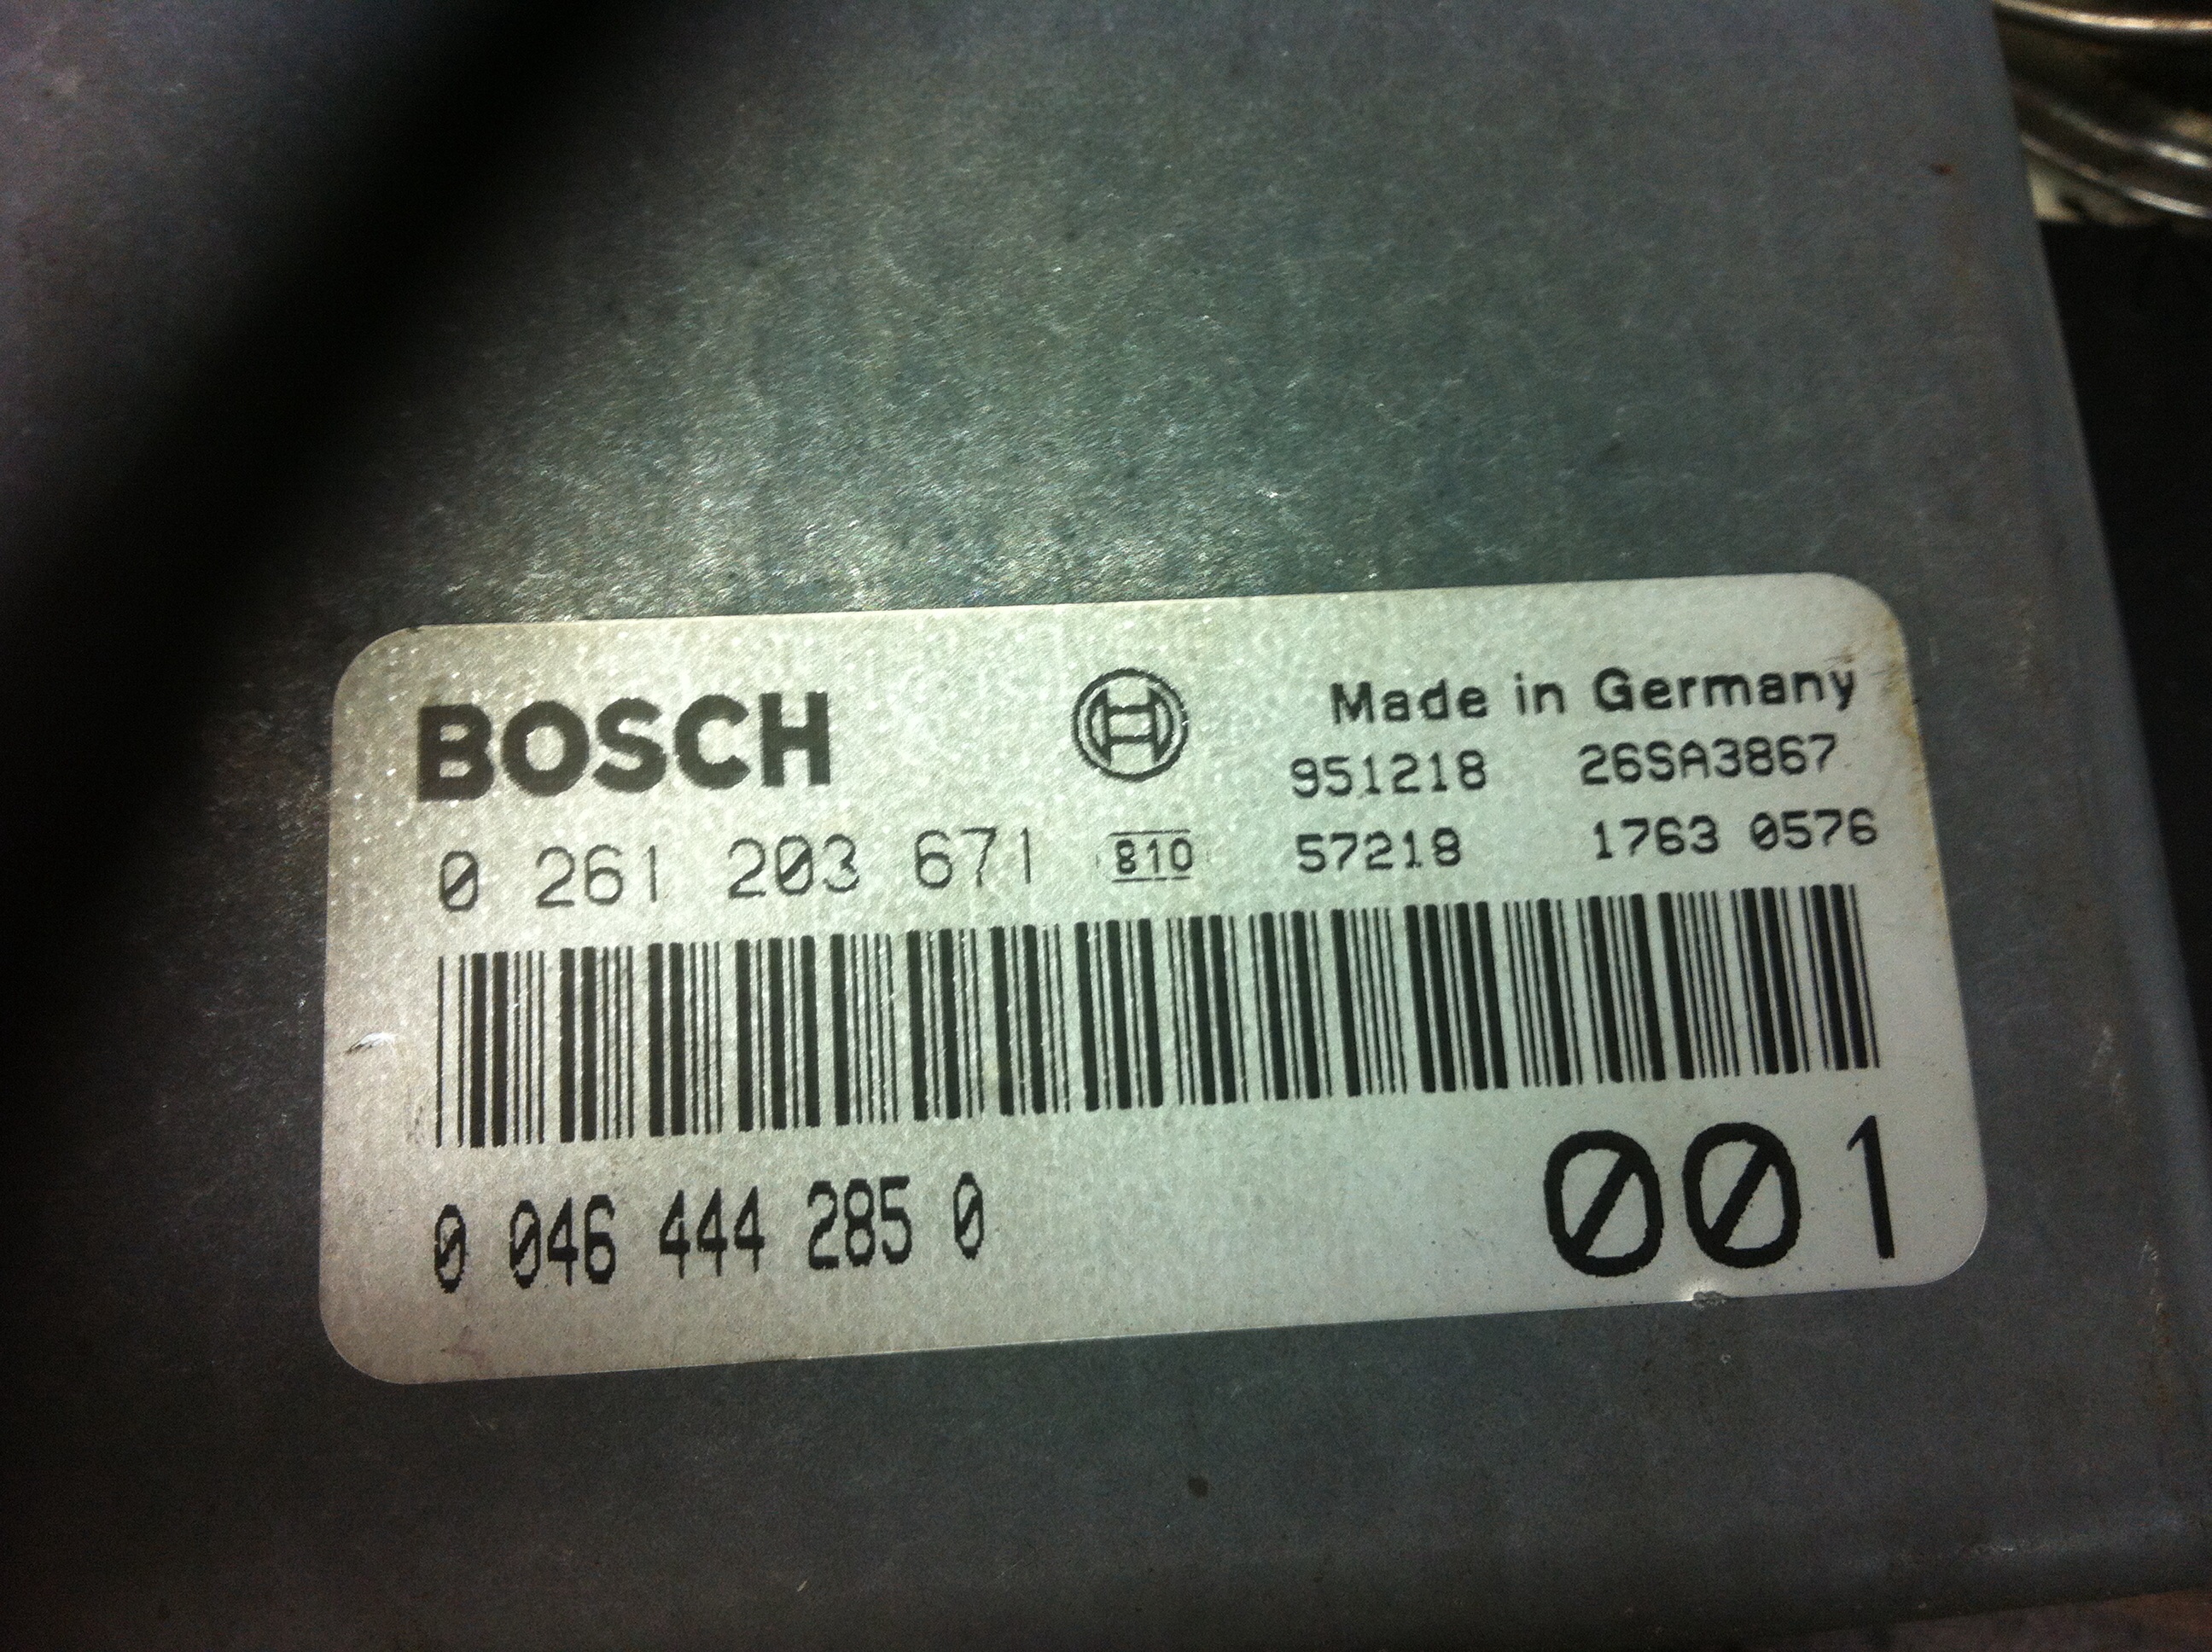 BOSCH
Made in Germany
951218 26SA3867
0 261 203 671 810 57218 1763 0576
0 046 444 285 0 001